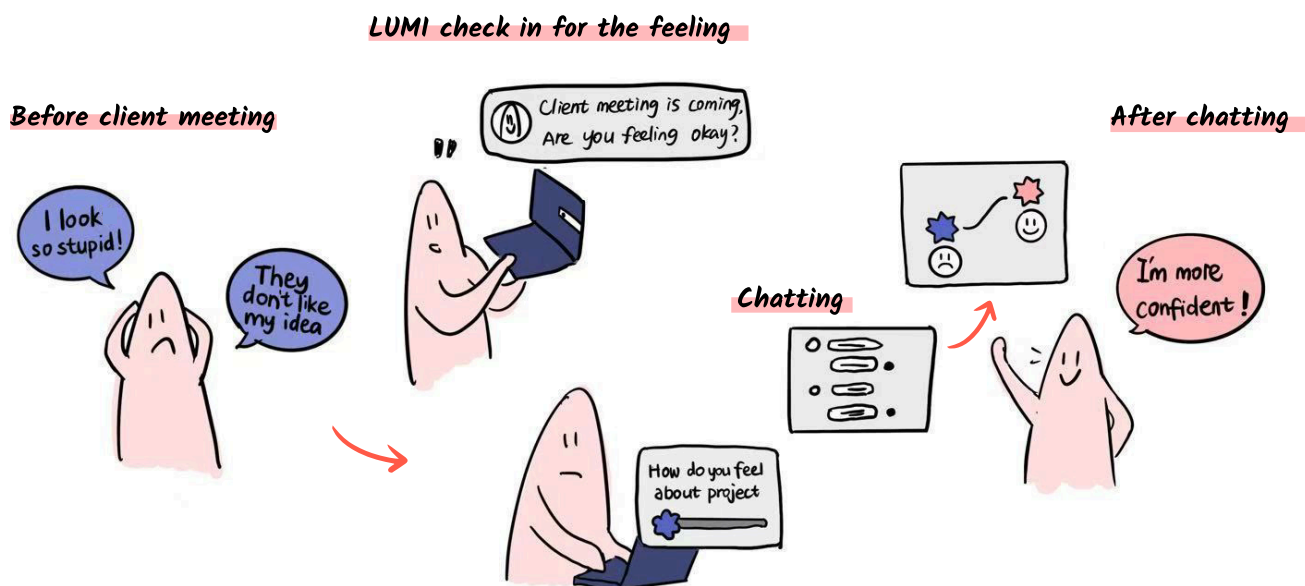 LUMI check in for the feeling
Before client meeting
I look
so stupid!
They
don't like
my idea
Client meeting is coming,
Are you feeling okay?
How do you feel
about project
Chatting
After chatting
I'm more
confident!